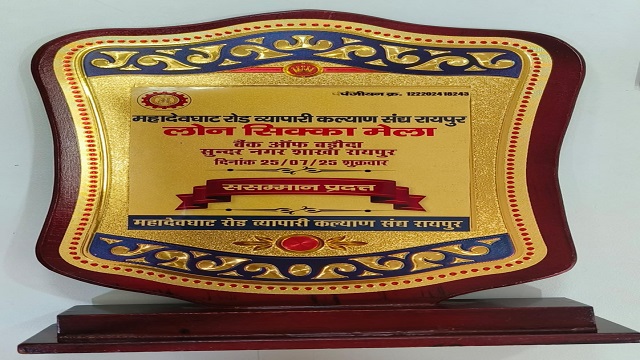 पंजीयन क्र. 122202418243
महादेवघाट रोड व्यापारी कल्याण संघ रायपुर
लोन सिक्का मेला
बैंक ऑफ बड़ौदा
सुन्दर नगर शाखा रायपुर
दिनांक 25/07/25 शुक्रवार
ससम्मान प्रदत्त
महादेवघाट रोड व्यापारी कल्याण संघ रायपुर